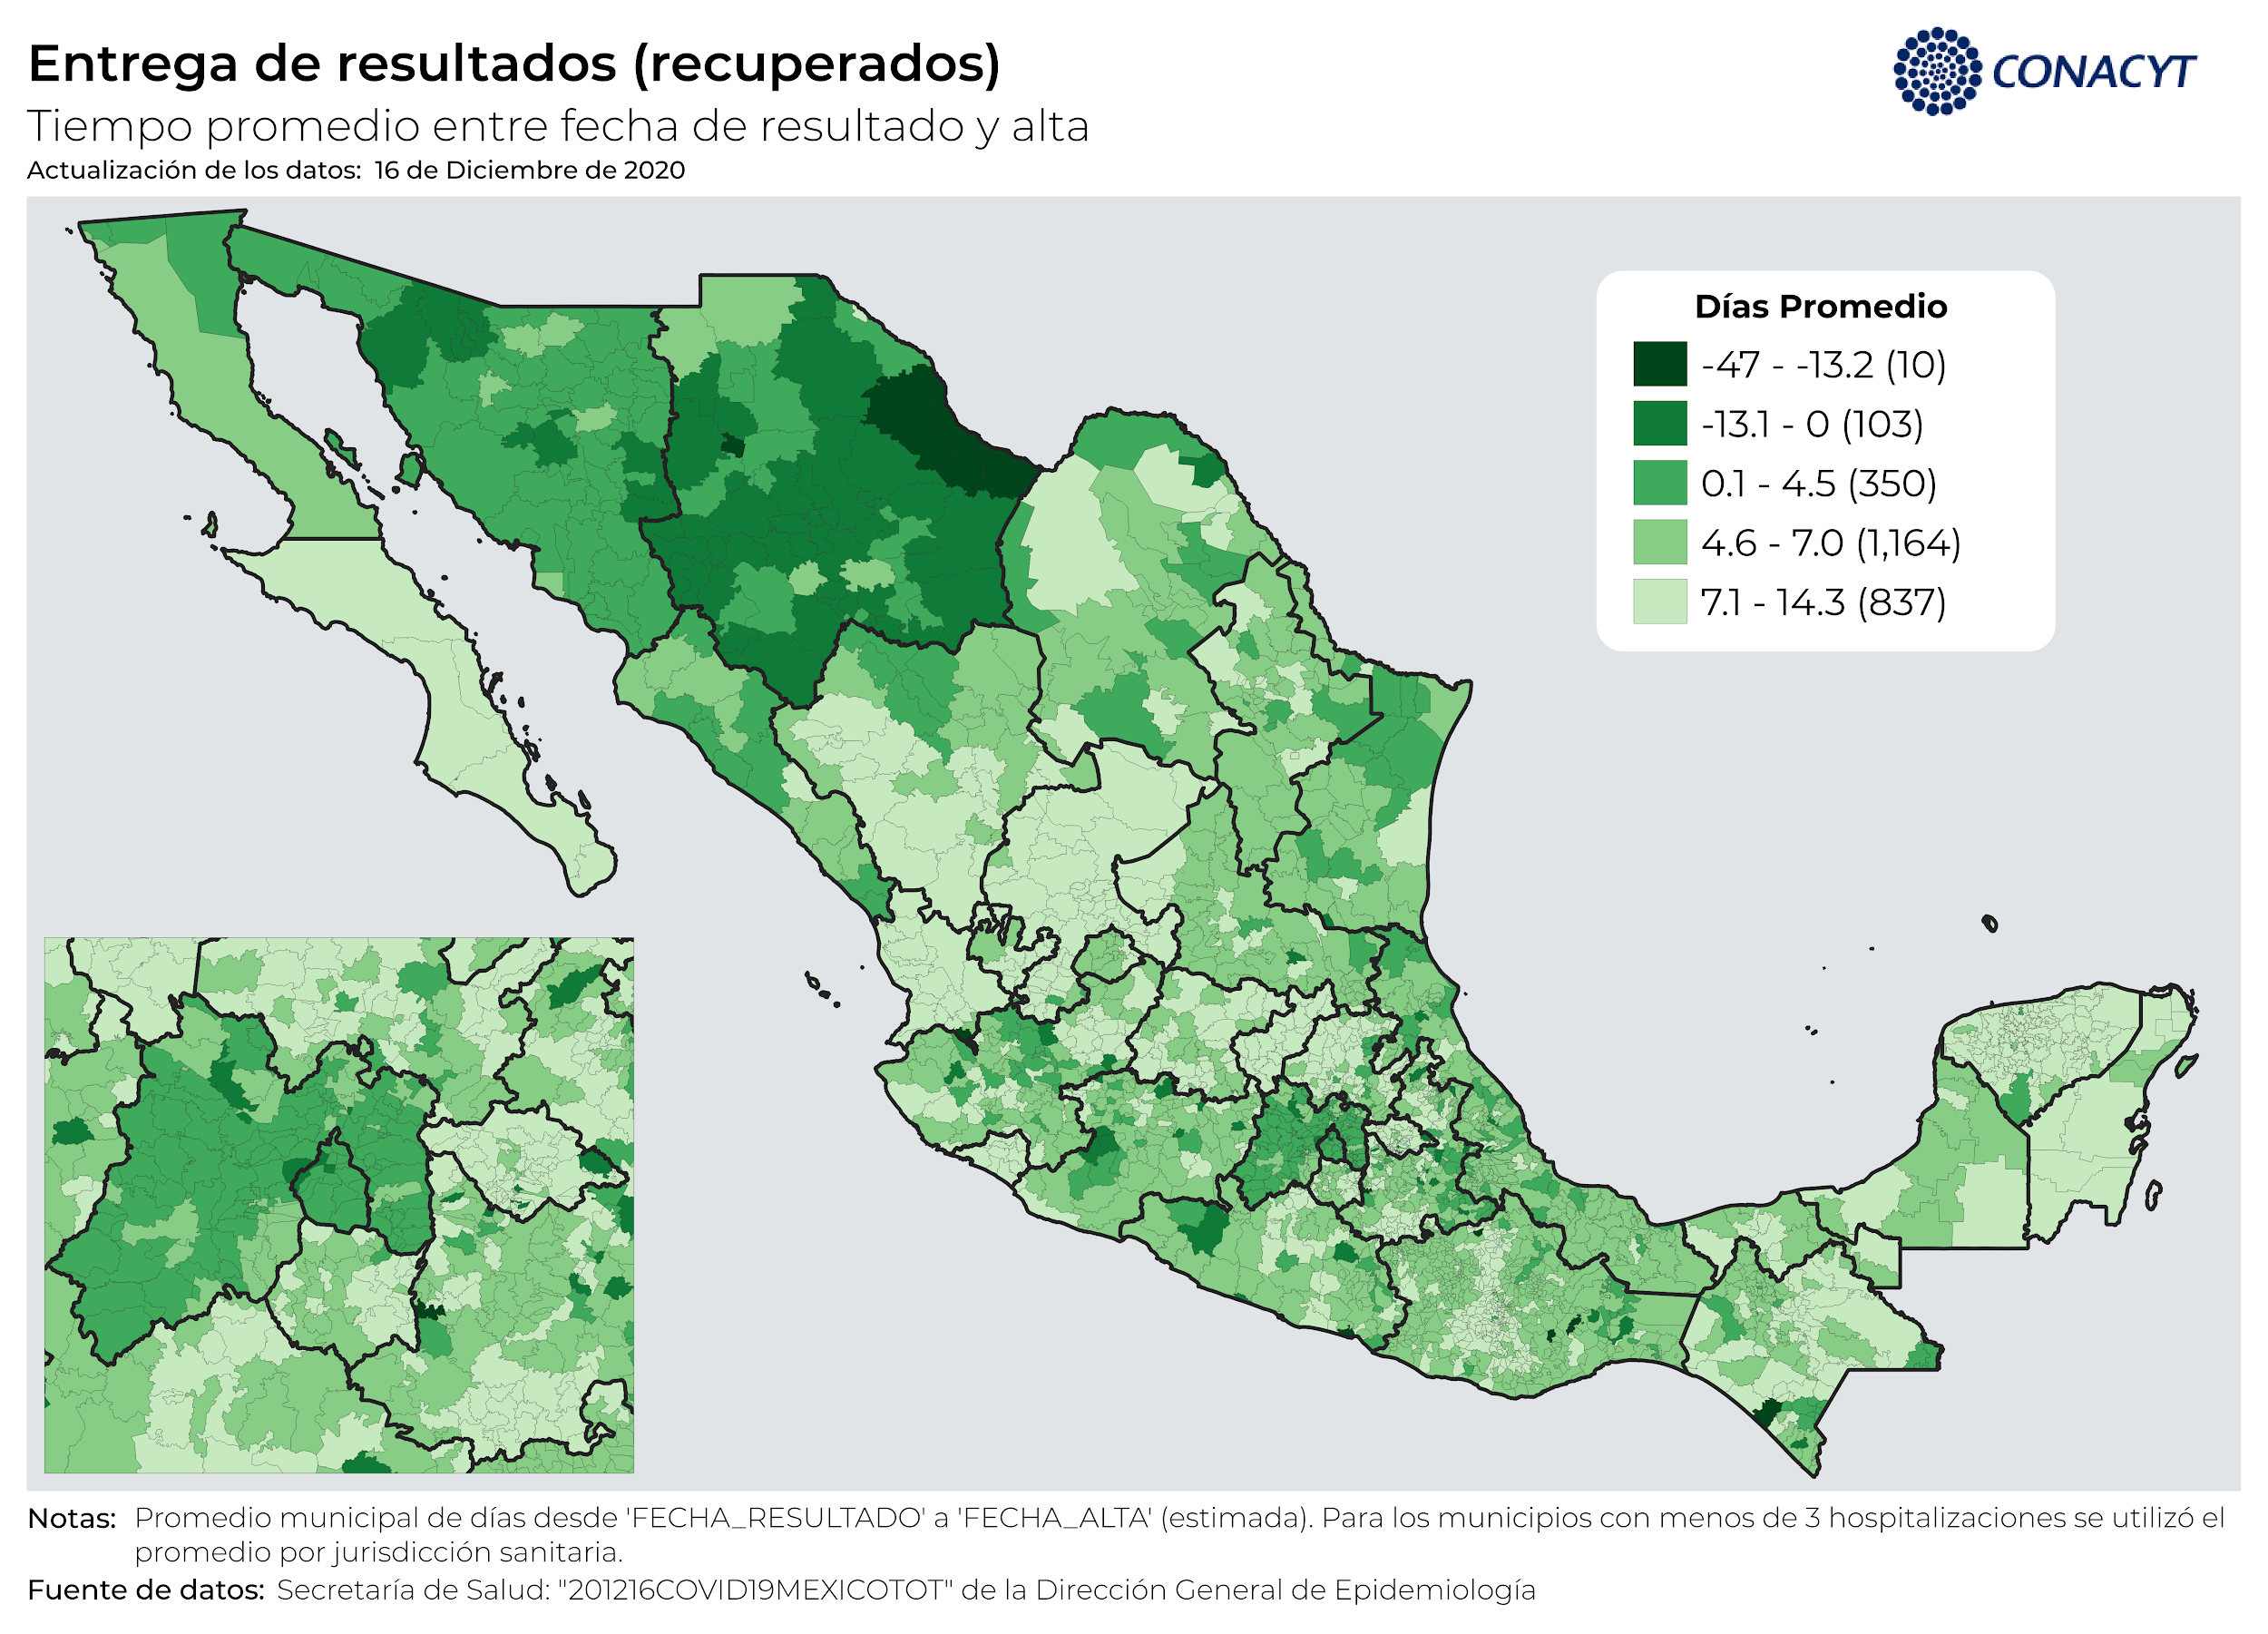 Entrega de resultados (recuperados)
Tiempo promedio entre fecha de resultado y alta
Actualización de los datos: 16 de Diciembre de 2020
CONACYT
Días Promedio
-47 - -13.2 (10)
-13.1 - 0 (103)
0.1 - 4.5 (350)
4.6 - 7.0 (1,164)
7.1 - 14.3 (837)
Notas: Promedio municipal de días desde 'FECHA_RESULTADO' a 'FECHA_ALTA' (estimada). Para los municipios con menos de 3 hospitalizaciones se utilizó el
promedio por jurisdicción sanitaria.
Fuente de datos: Secretaría de Salud: "201216COVID19MEXICOTOT" de la Dirección General de Epidemiología